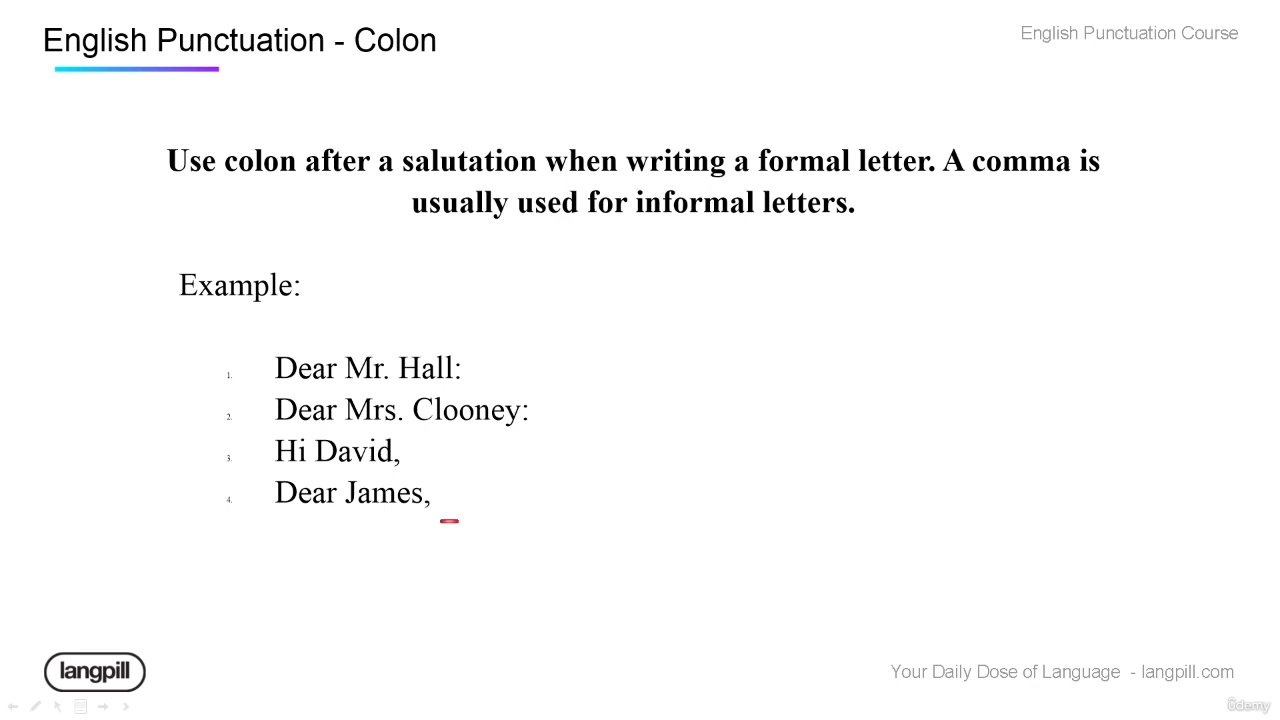 English Punctuation - Colon
English Punctuation Course
Use colon after a salutation when writing a formal letter. A comma is
usually used for informal letters.
Example:
1. Dear Mr. Hall:
2. Dear Mrs. Clooney:
3. Hi David,
4. Dear James,
langpill
Your Daily Dose of Language - langpill.com
ûdemy